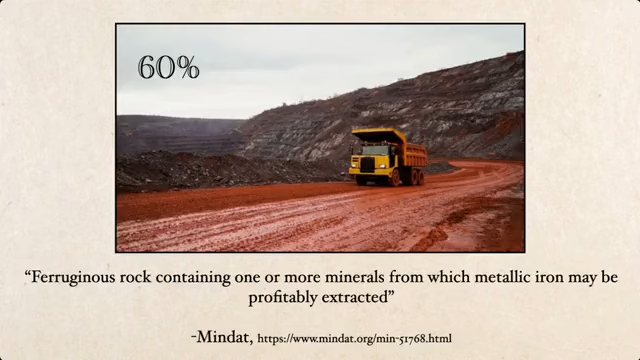 60%
“Ferruginous rock containing one or more minerals from which metallic iron may be
profitably extracted”
-Mindat, https://www.mindat.org/min-51768.html